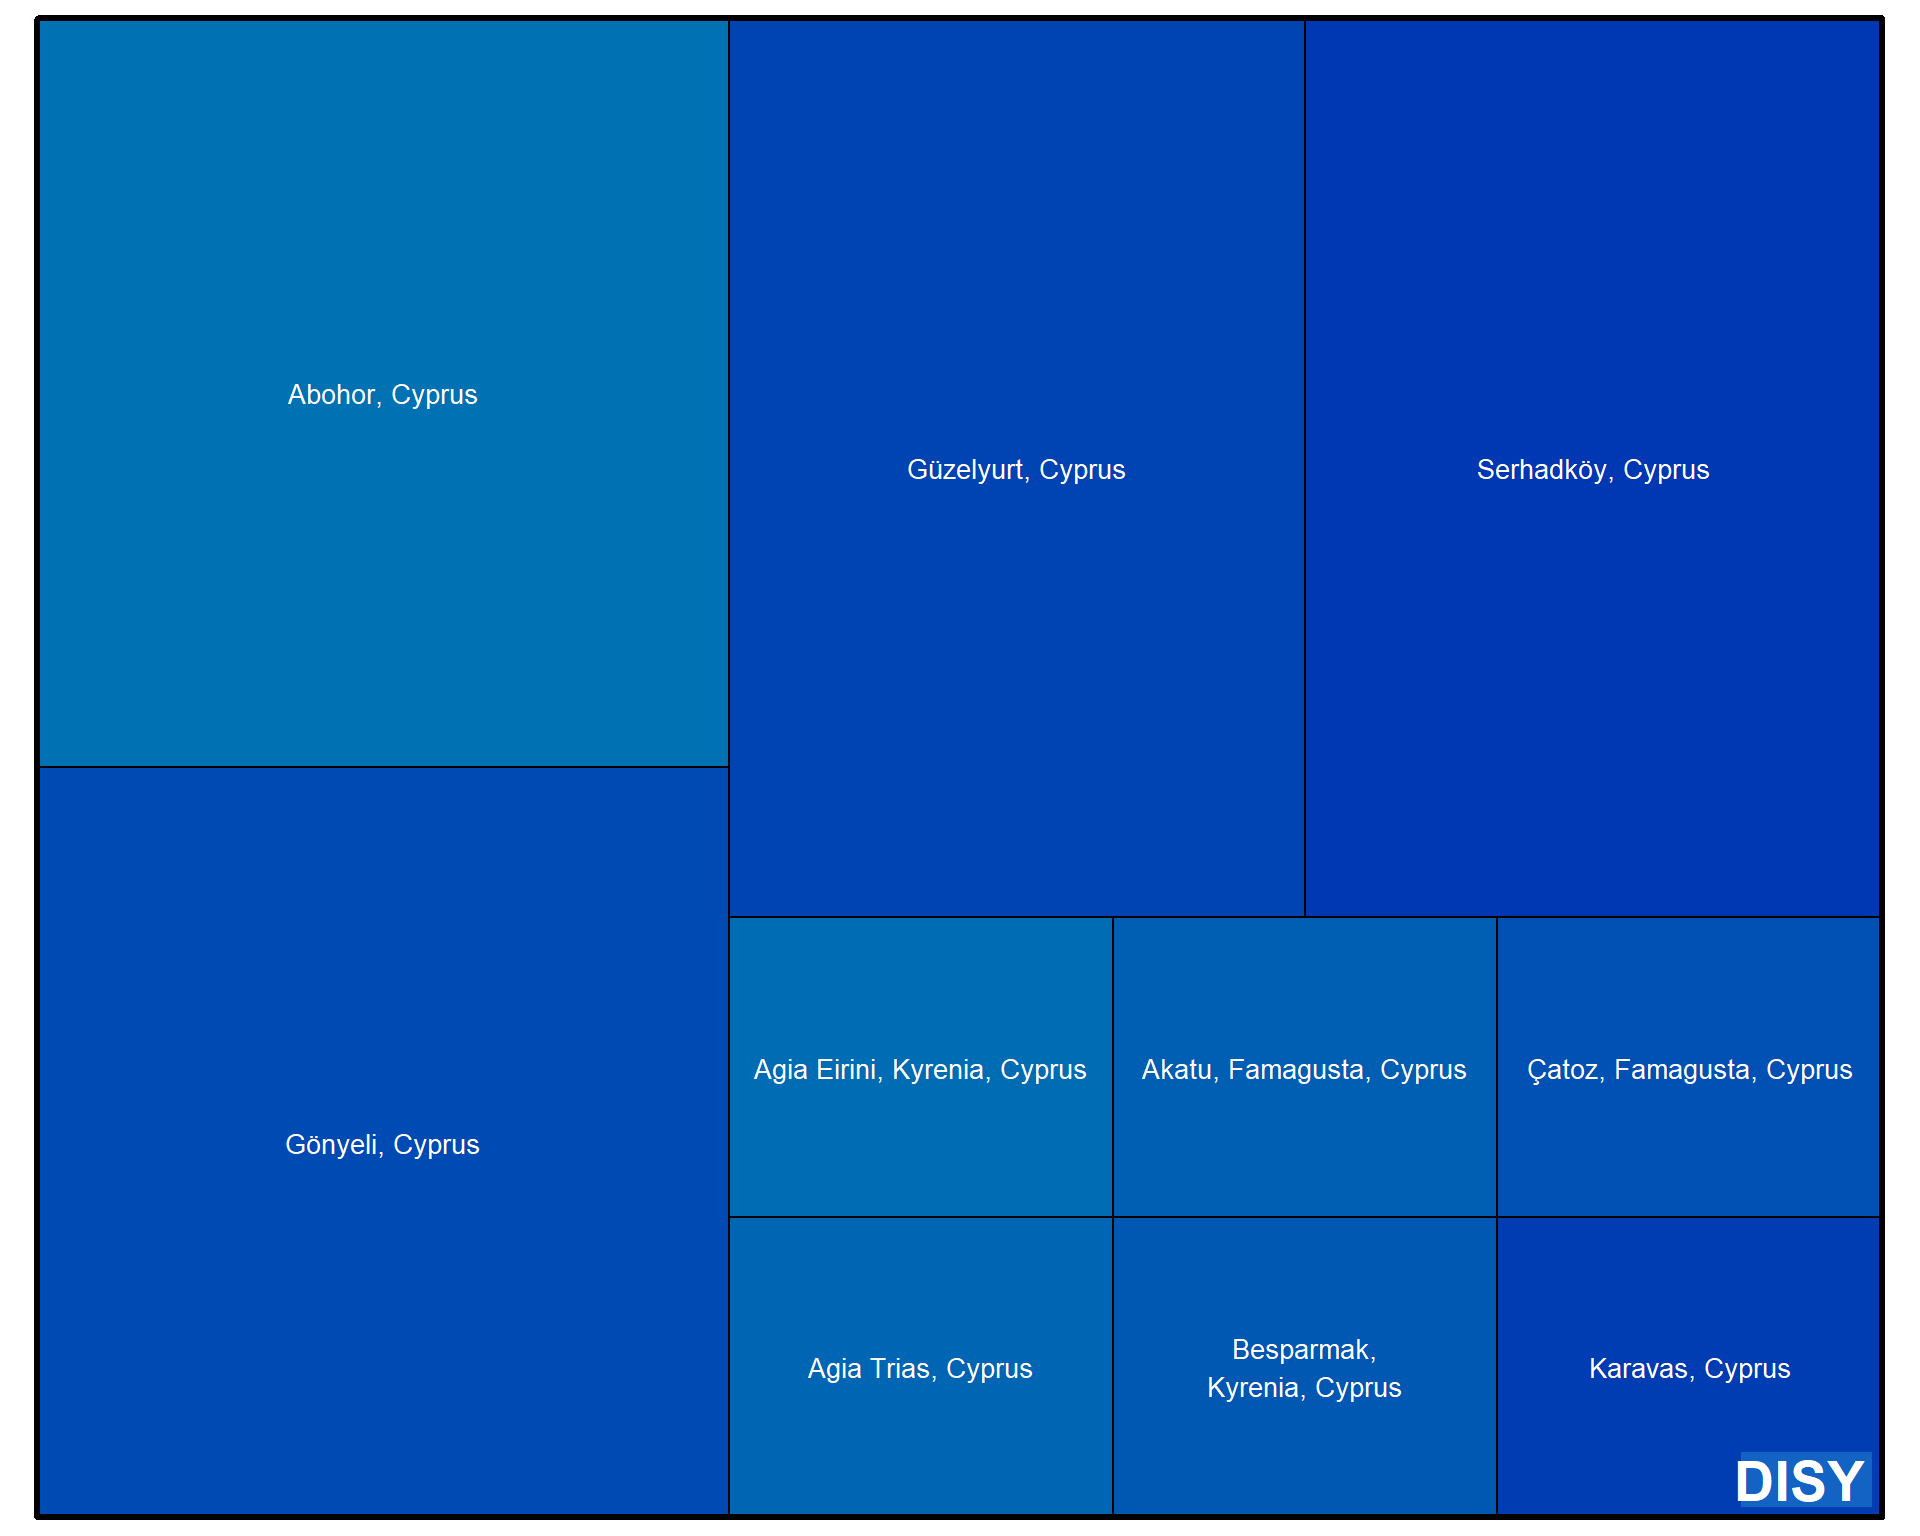 Abohor, Cyprus
Güzelyurt, Cyprus
Serhadköy, Cyprus
Gönyeli, Cyprus
Agia Eirini, Kyrenia, Cyprus
Akatu, Famagusta, Cyprus
Çatoz, Famagusta, Cyprus
Agia Trias, Cyprus
Besparmak,
Kyrenia, Cyprus
Karavas, Cyprus
DISY